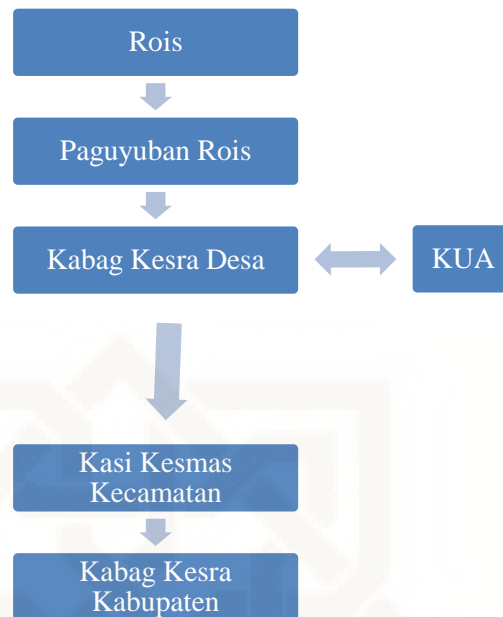 Rois
Paguyuban Rois
Kabag Kesra Desa
KUA
Kasi Kesmas
Kecamatan
Kabag Kesra
Kabupaten